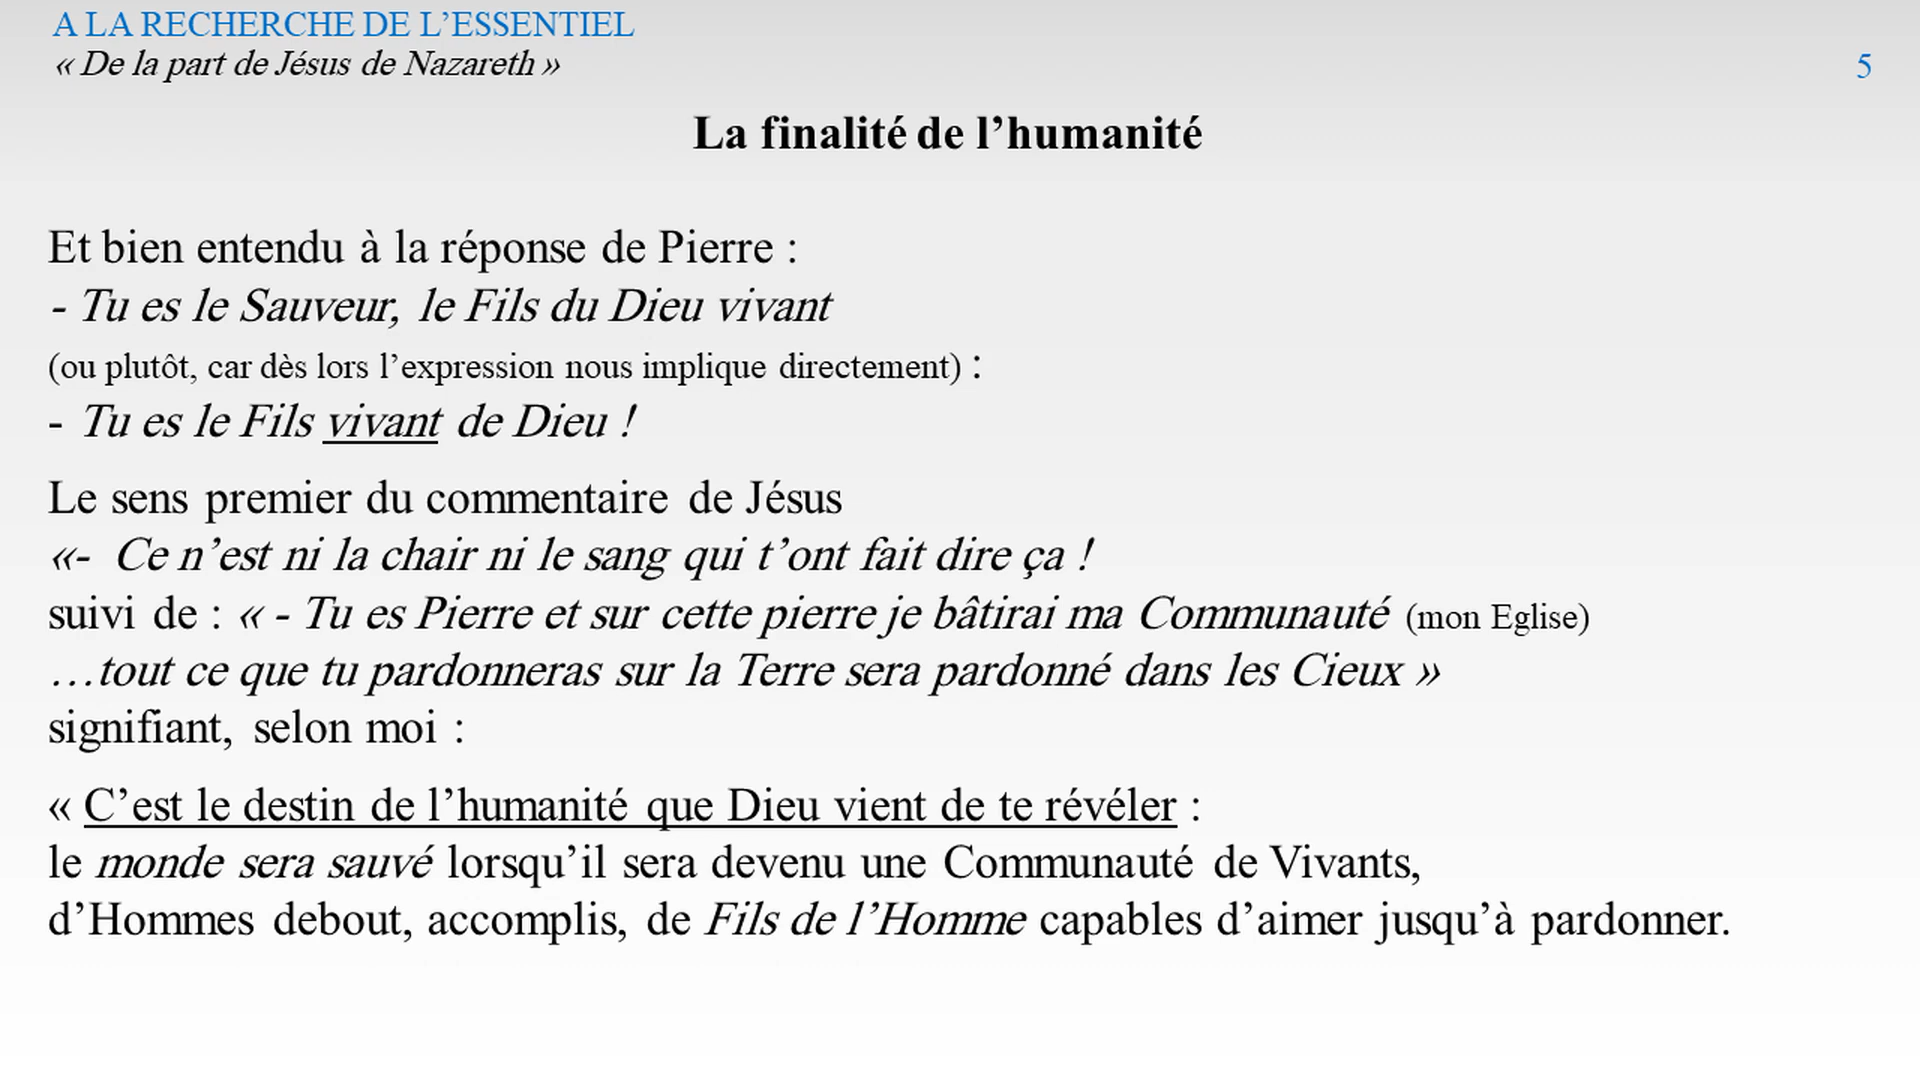 A LA RECHERCHE DE L’ESSENTIEL
« De la part de Jésus de Nazareth »
5
La finalité de l’humanité
Et bien entendu à la réponse de Pierre :
- Tu es le Sauveur, le Fils du Dieu vivant
(ou plutôt, car dès lors l’expression nous implique directement) :
- Tu es le Fils vivant de Dieu !
Le sens premier du commentaire de Jésus
«- Ce n’est ni la chair ni le sang qui t’ont fait dire ça !
suivi de : « - Tu es Pierre et sur cette pierre je bâtirai ma Communauté (mon Eglise)
…tout ce que tu pardonneras sur la Terre sera pardonné dans les Cieux »
signifiant, selon moi :
« C’est le destin de l’humanité que Dieu vient de te révéler :
le monde sera sauvé lorsqu’il sera devenu une Communauté de Vivants,
d’Hommes debout, accomplis, de Fils de l’Homme capables d’aimer jusqu’à pardonner.